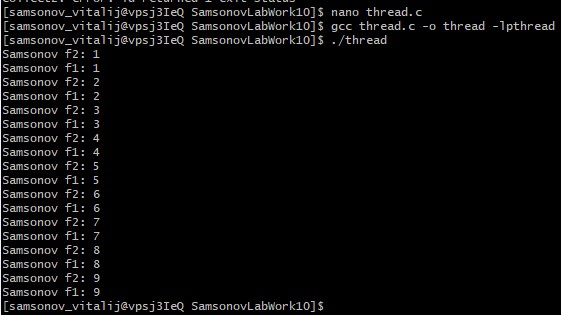 [samsonov_vitalij@vpsj3IeQ SamsonovLabWork10]$ nano thread.c
[samsonov_vitalij@vpsj3IeQ SamsonovLabWork10]$ gcc thread.c -o thread -lpthread
[samsonov_vitalij@vpsj3IeQ SamsonovLabWork10]$ ./thread
Samsonov f2: 1
Samsonov f1: 1
Samsonov f2: 2
Samsonov f1: 2
Samsonov f2: 3
Samsonov f1: 3
Samsonov f2: 4
Samsonov f1: 4
Samsonov f2: 5
Samsonov f1: 5
Samsonov f2: 6
Samsonov f1: 6
Samsonov f2: 7
Samsonov f1: 7
Samsonov f2: 8
Samsonov f1: 8
Samsonov f2: 9
Samsonov f1: 9
[samsonov_vitalij@vpsj3IeQ SamsonovLabWork10]$